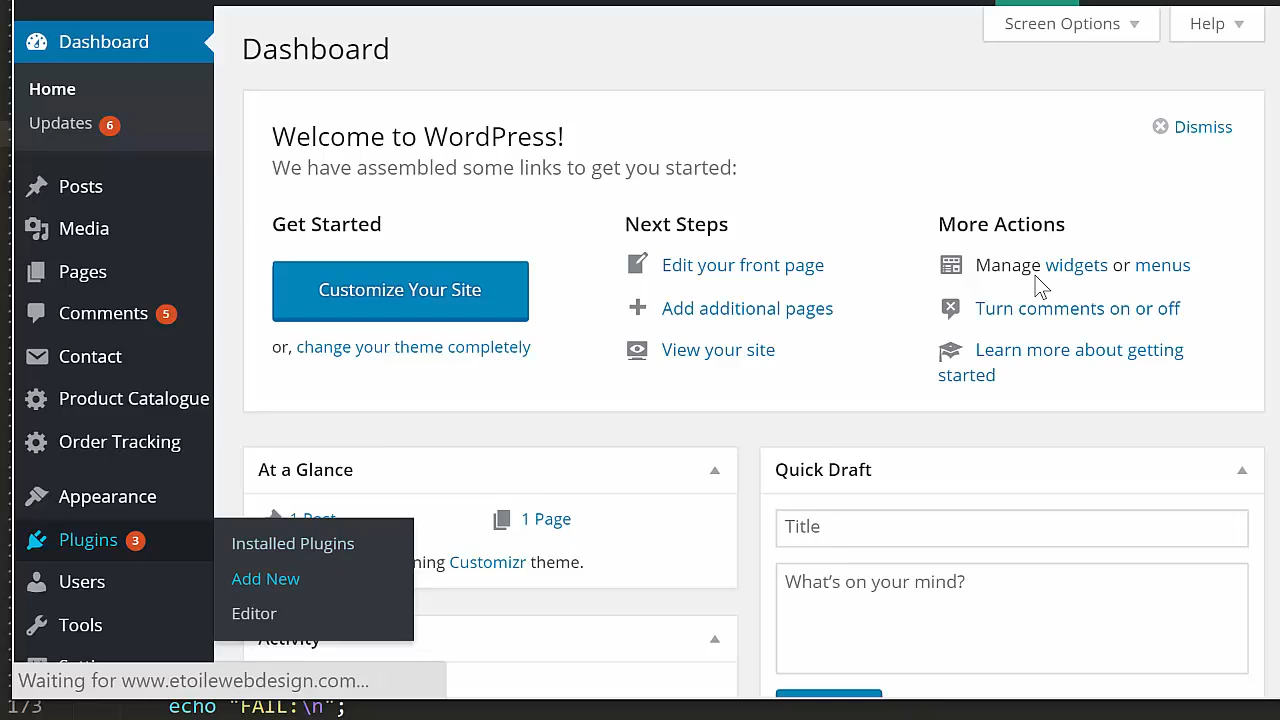 Screen Options
Help
Dashboard
Home
Updates 6
Posts
Media
Pages
Comments 5
Contact
Product Catalogue
Order Tracking
Appearance
Plugins 3
Users
Tools
Installed Plugins
Add New
Editor
Dashboard
Welcome to WordPress!
Dismiss
We have assembled some links to get you started:
Get Started
Customize Your Site
or, change your theme completely
Next Steps
Edit your front page
Add additional pages
View your site
More Actions
Manage widgets or menus
Turn comments on or off
Learn more about getting
started
At a Glance
1 Post
1 Page
ning Customizr theme.
Activity
Quick Draft
Title
What's on your mind?
Waiting for www.etoilewebdesign.com...
173 echo "FAIL:\n";